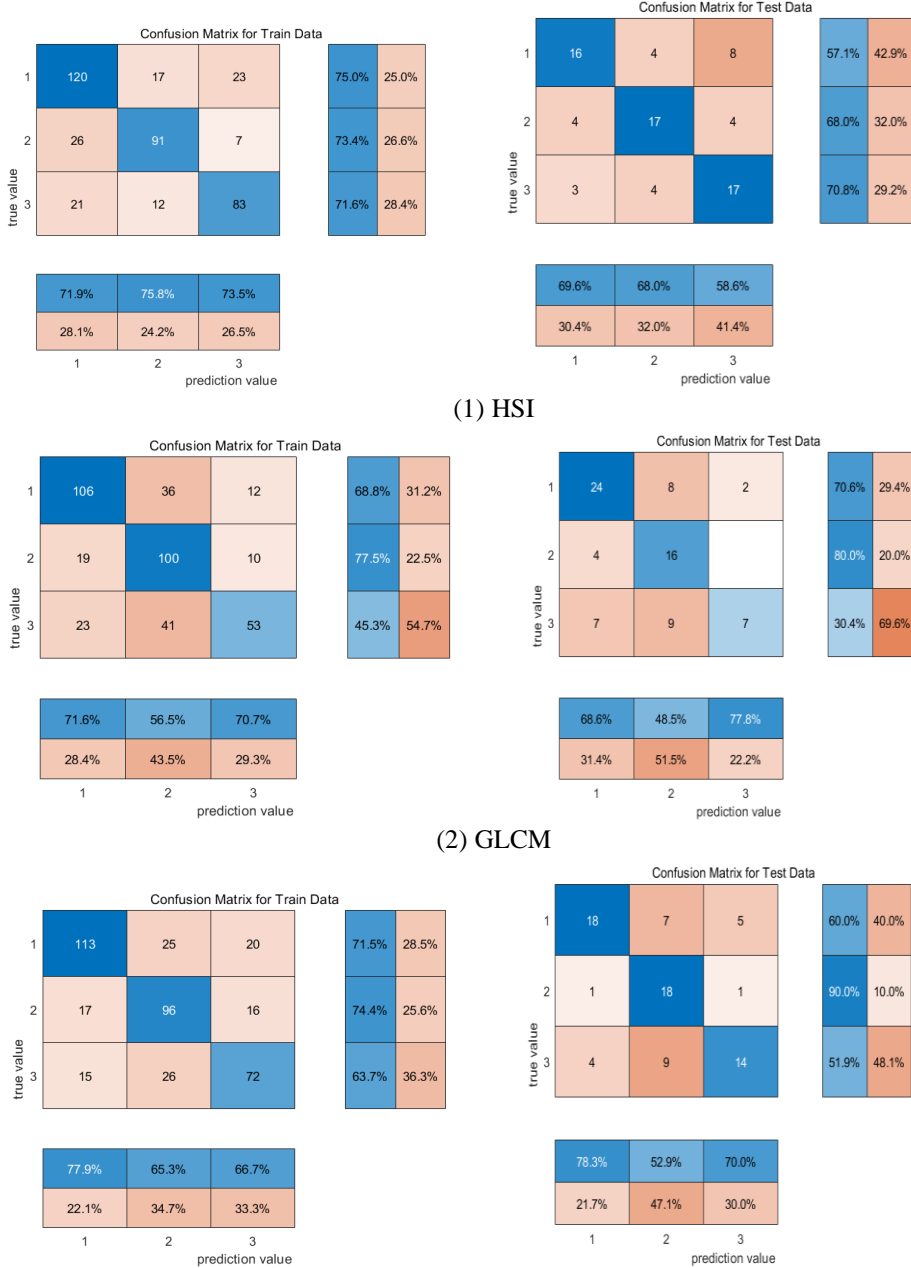 Confusion Matrix for Train Data
1 120 17 23 75.0% 25.0%
2 26 91 7 73.4% 26.6%
3 21 12 83 71.6% 28.4%
true value
71.9% 75.8% 73.5%
28.1% 24.2% 26.5%
1 2 3
prediction value
Confusion Matrix for Test Data
1 16 4 8 57.1% 42.9%
2 4 17 4 68.0% 32.0%
3 3 4 17 70.8% 29.2%
true value
69.6% 68.0% 58.6%
30.4% 32.0% 41.4%
1 2 3
prediction value
(1) HSI
Confusion Matrix for Train Data
1 106 36 12 68.8% 31.2%
2 19 100 10 77.5% 22.5%
3 23 41 53 45.3% 54.7%
true value
71.6% 56.5% 70.7%
28.4% 43.5% 29.3%
1 2 3
prediction value
Confusion Matrix for Test Data
1 24 8 2 70.6% 29.4%
2 4 16 80.0% 20.0%
3 7 9 7 30.4% 69.6%
true value
68.6% 48.5% 77.8%
31.4% 51.5% 22.2%
1 2 3
prediction value
(2) GLCM
Confusion Matrix for Train Data
1 113 25 20 71.5% 28.5%
2 17 96 16 74.4% 25.6%
3 15 26 72 63.7% 36.3%
true value
77.9% 65.3% 66.7%
22.1% 34.7% 33.3%
1 2 3
prediction value
Confusion Matrix for Test Data
1 18 7 5 60.0% 40.0%
2 1 18 1 90.0% 10.0%
3 4 9 14 51.9% 48.1%
true value
78.3% 52.9% 70.0%
21.7% 47.1% 30.0%
1 2 3
prediction value